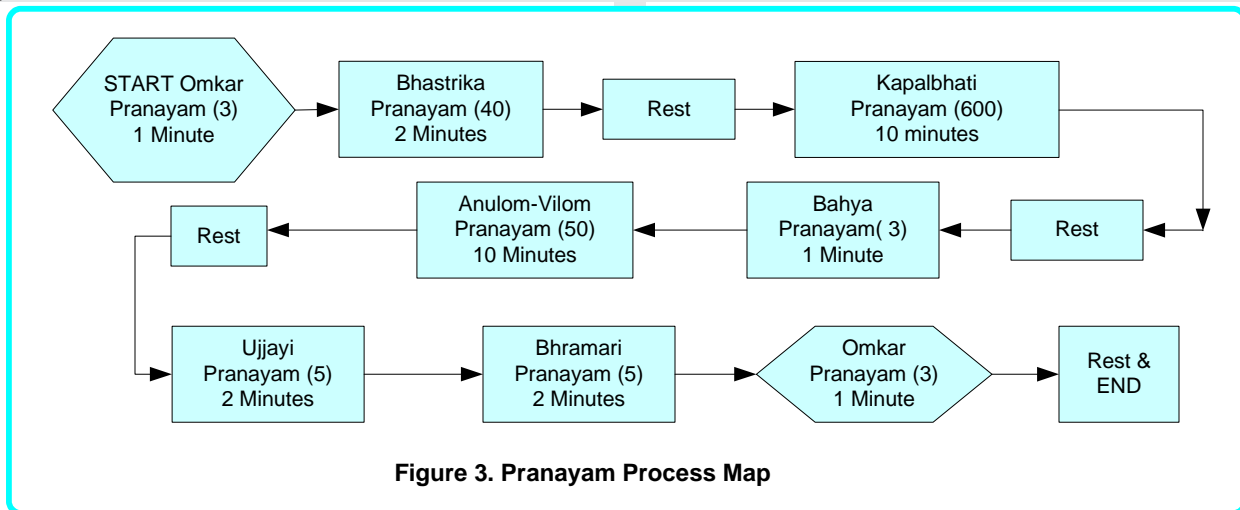 START Omkar
Pranayam (3)
1 Minute
Bhastrika
Pranayam (40)
2 Minutes
Rest
Kapalbhati
Pranayam (600)
10 minutes
Rest
Bahya
Pranayam( 3)
1 Minute
Anulom-Vilom
Pranayam (50)
10 Minutes
Rest
Ujjayi
Pranayam (5)
2 Minutes
Bhramari
Pranayam (5)
2 Minutes
Omkar
Pranayam (3)
1 Minute
Rest &
END
Figure 3. Pranayam Process Map